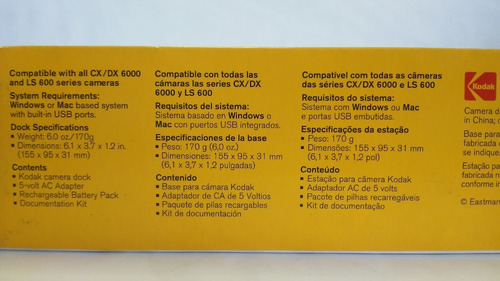 Compatible with all CX/DX 6000
and LS 600 series cameras
System Requirements:
Windows or Mac based system
with built-in USB ports.
Dock Specifications
• Weight: 6.0 oz/170g
• Dimensions: 6.1 x 3.7 x 1.2 in.
(155 x 95 x 31 mm)
Contents
• Kodak camera dock
• 5-volt AC Adapter
• Rechargeable Battery Pack
• Documentation Kit
Compatible con todas las
cámaras las series CX/DX
6000 y LS 600
Requisitos del sistema:
Sistema basado en Windows o
Mac con puertos USB integrados.
Especificaciones de la base
• Peso: 170 g (6,0 oz.)
• Dimensiones: 155 x 95 x 31 mm
(6,1 x 3,7 x 1,2 pulgadas)
Contenido
• Base para cámara Kodak
• Adaptador de CA de 5 Voltios
• Paquete de pilas recargables
• Kit de documentación
Compatível com todas as câmeras
das séries CX/DX 6000 e LS 600
Requisitos do sistema:
Sistema com Windows ou Mac
e portas USB embutidas.
Especificações da estação
• Peso: 170 g
• Dimensões: 155 x 95 x 31 mm
(6,1 x 3,7 x 1,2 pol)
Conteúdo
• Estação para câmera Kodak
• Adaptador AC de 5 volts
• Pacote de pilhas recarregáveis
• Kit de documentação
Kodak
Camera d
in China; 
Base para
fabricada 
el resto d
Estação pa
fabricada n
© Eastman